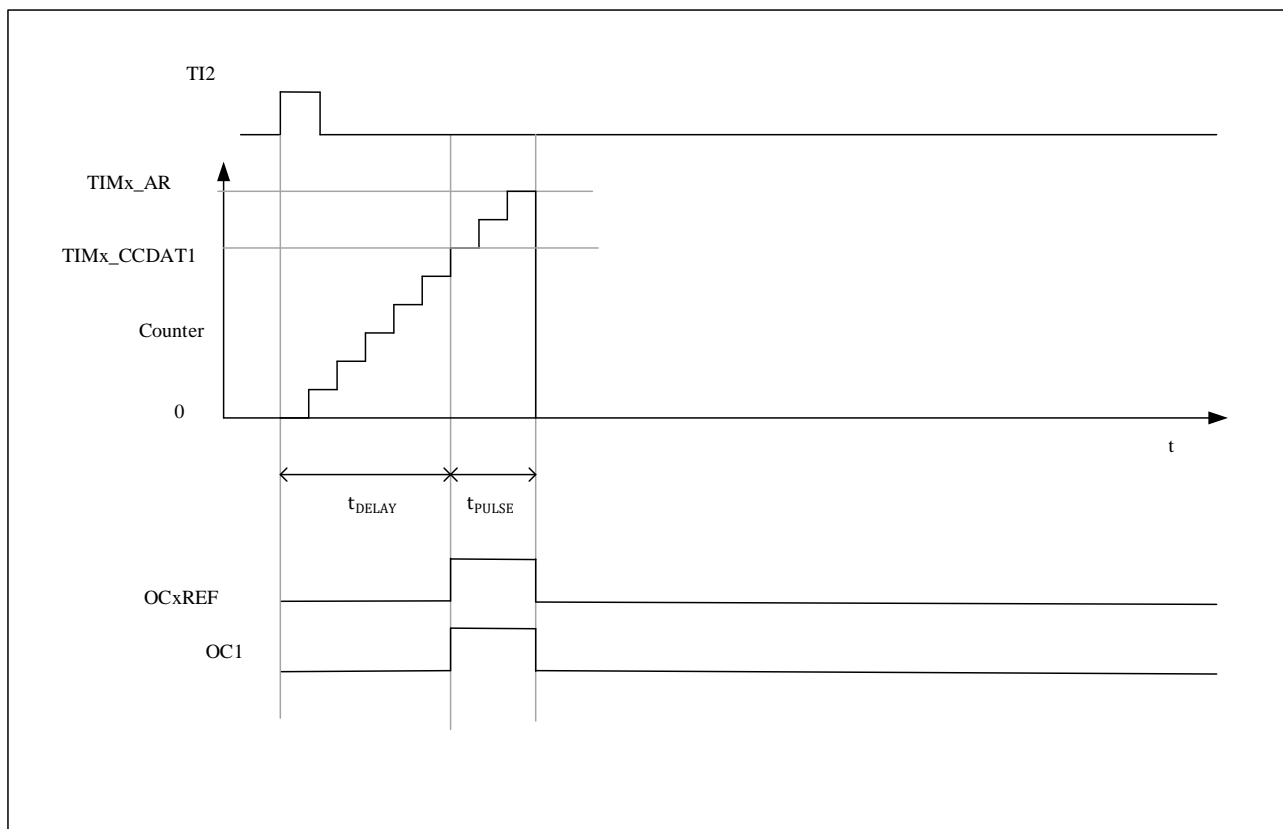 TI2
TIMx_AR
TIMx_CCDAT1
Counter
0
t
tDELAY
tPULSE
OCxREF
OC1